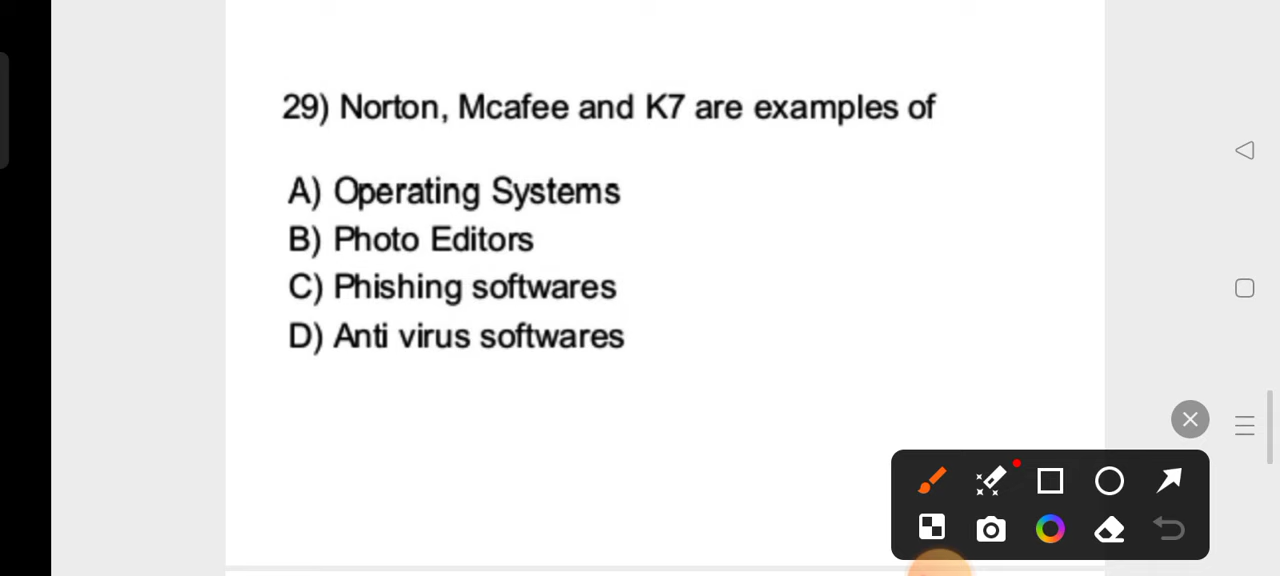 29) Norton, Mcafee and K7 are examples of
A) Operating Systems
B) Photo Editors
C) Phishing softwares
D) Anti virus softwares